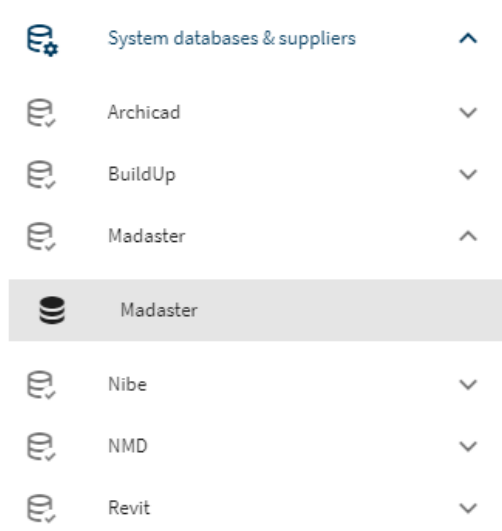 System databases & suppliers
Archicad
BuildUp
Madaster
Madaster
Nibe
NMD
Revit